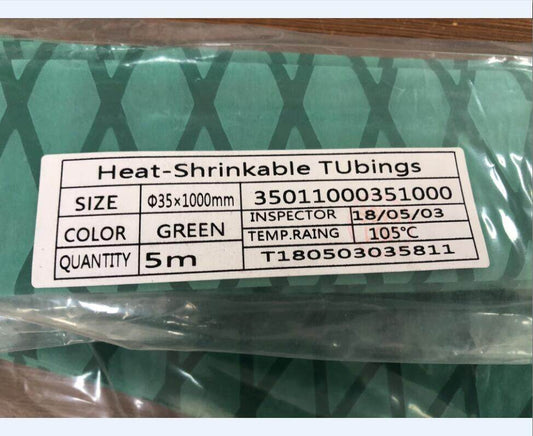 Heat-Shrinkable TUbings
SIZE Φ35×1000mm 35011000351000
INSPECTOR 18/05/03
COLOR GREEN TEMP.RAING 105℃
QUANTITY 5m T180503035811